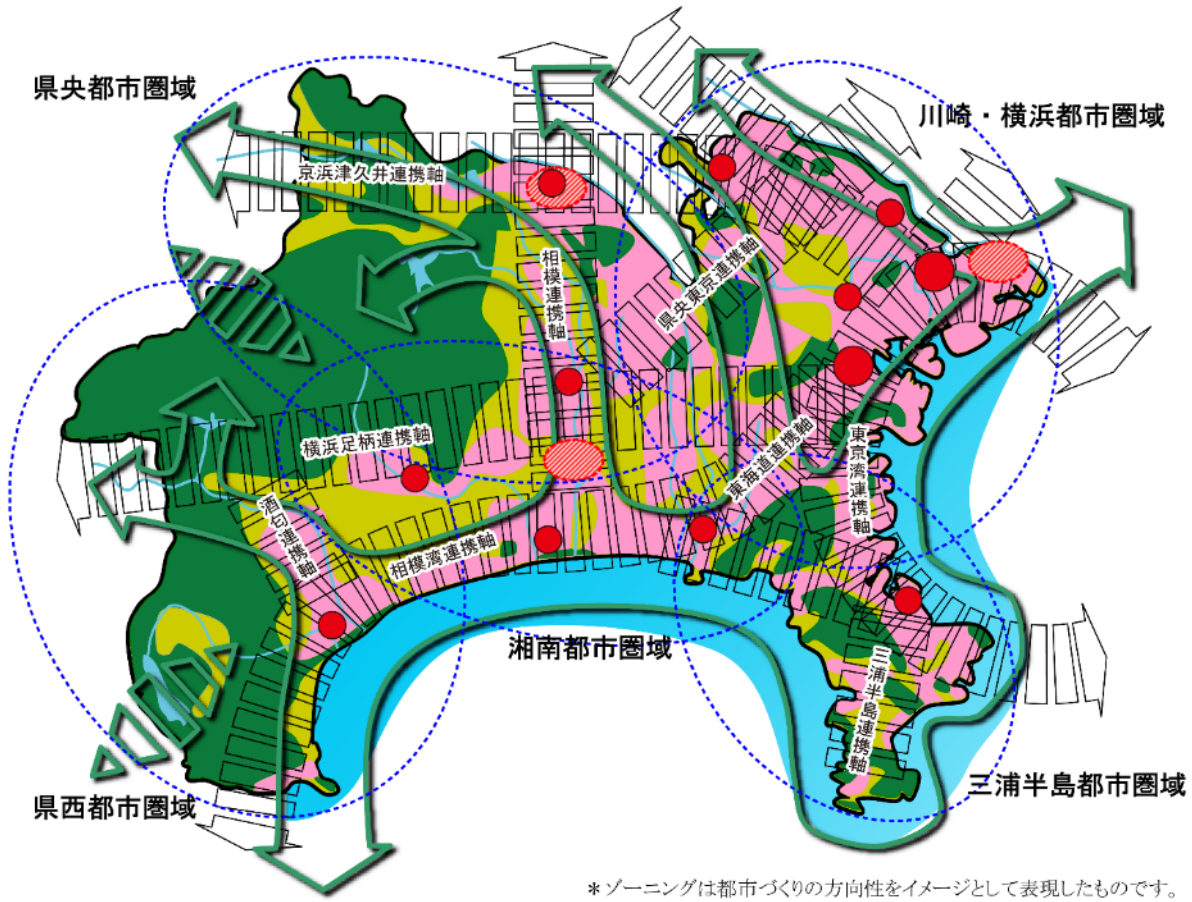 県央都市圏域
川崎・横浜都市圏域
京浜津久井連携軸
相模連携軸
県央東京連携軸
横浜足柄連携軸
東海道連携軸
東京湾連携軸
酒匂連携軸
相模湾連携軸
湘南都市圏域
三浦半島連携軸
三浦半島都市圏域
県西都市圏域
＊ゾーニングは都市づくりの方向性をイメージとして表現したものです。